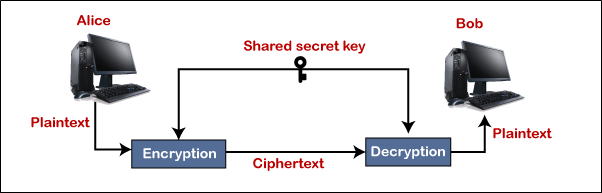 Alice
Bob
Shared secret key
Plaintext
Encryption
Ciphertext
Decryption
Plaintext